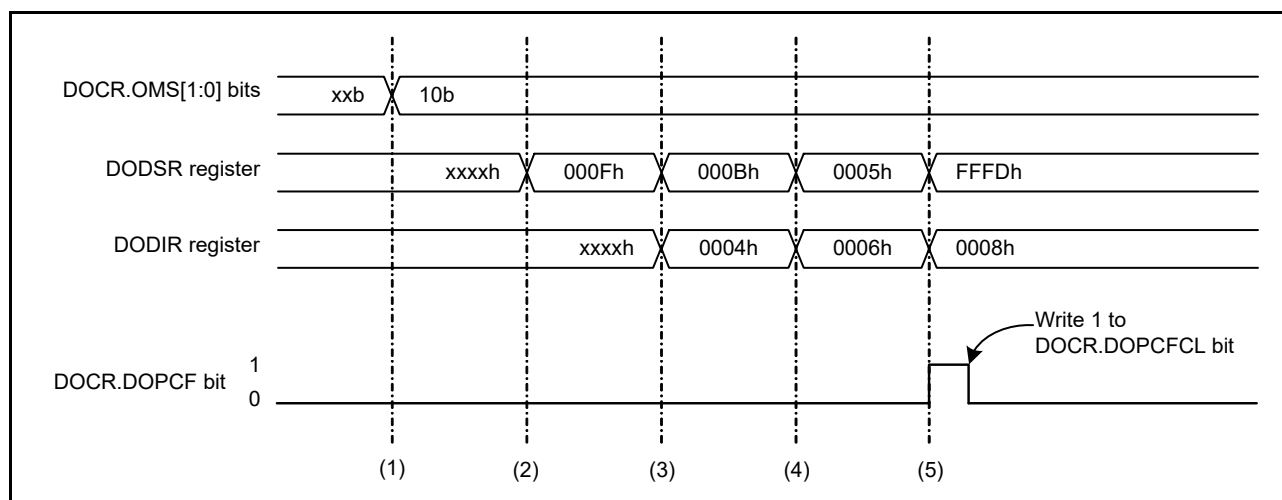 DOCR.OMS[1:0] bits xxb 10b
DODSR register xxxxh 000Fh 000Bh 0005h FFFDh
DODIR register xxxxh 0004h 0006h 0008h
Write 1 to
DOCR.DOPCFCL bit
DOCR.DOPCF bit 1
0
(1) (2) (3) (4) (5)